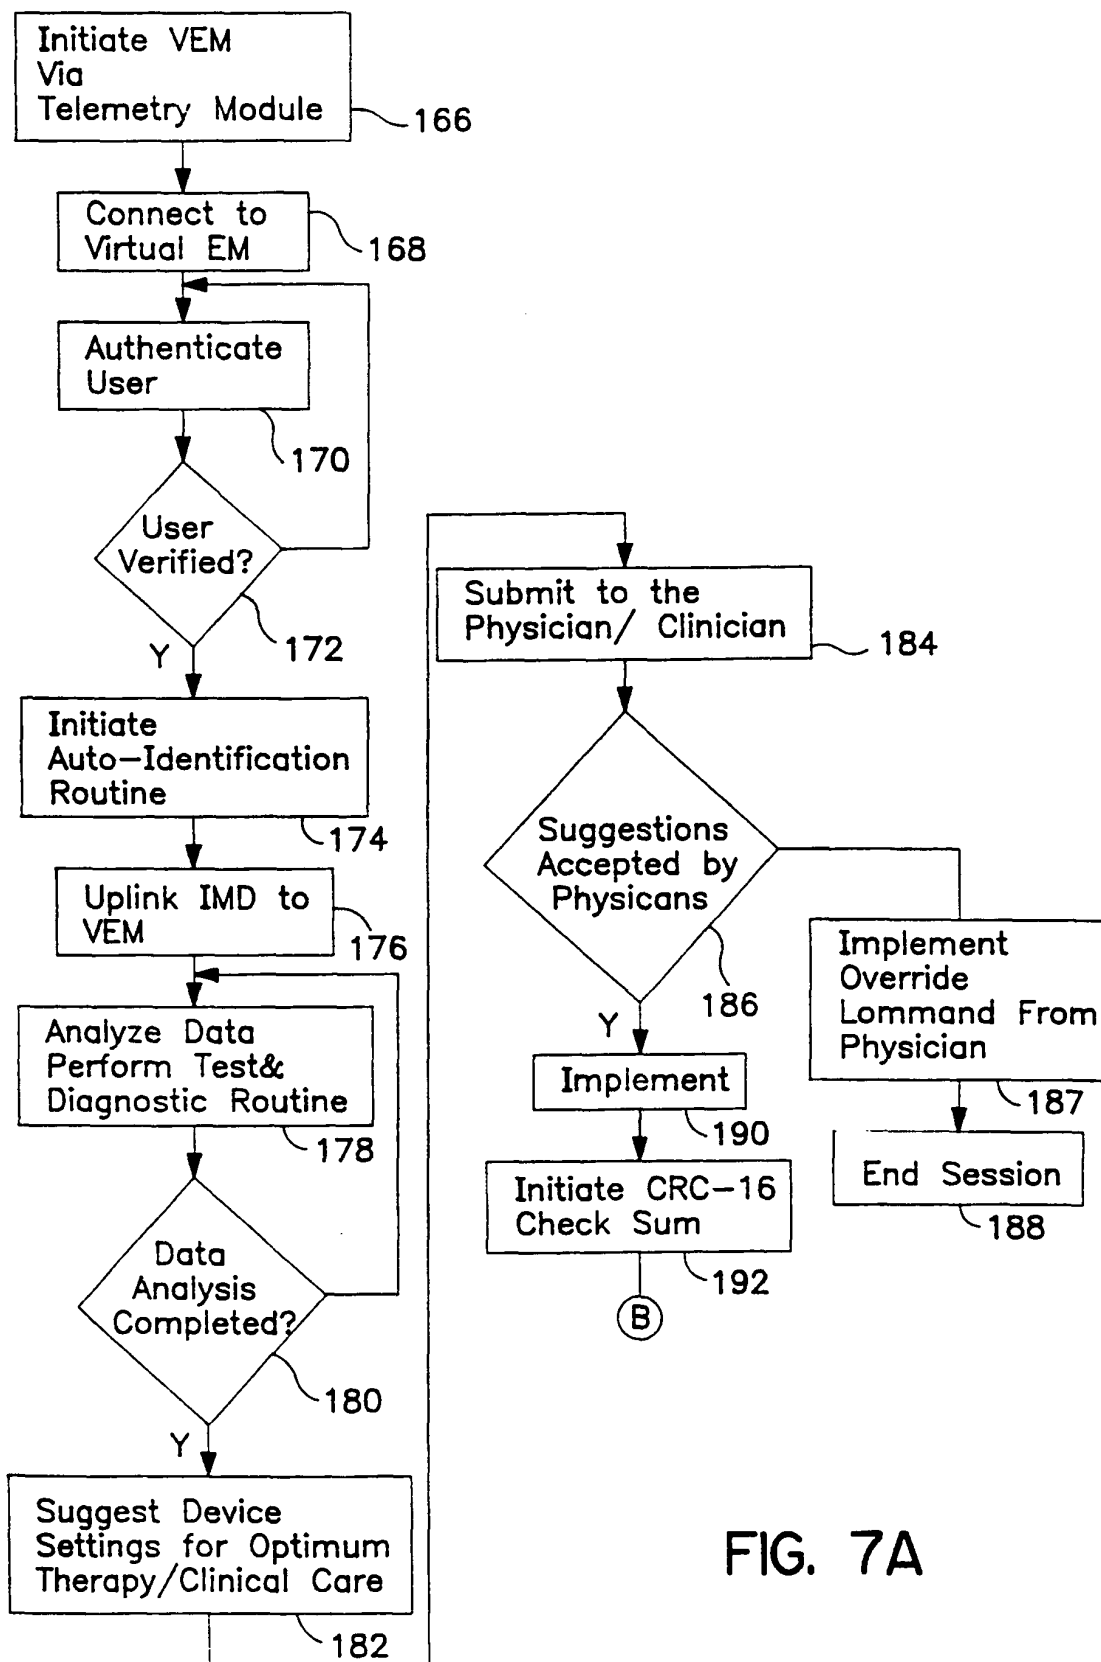 Initiate VEM
Via
Telemetry Module
166
Connect to
Virtual EM
168
Authenticate
User
170
User
Verified?
172
Y
Initiate
Auto-Identification
Routine
174
Uplink IMD to
VEM
176
Analyze Data
Perform Test&
Diagnostic Routine
178
Data
Analysis
Completed?
180
Y
Suggest Device
Settings for Optimum
Therapy/Clinical Care
182
Submit to the
Physician/ Clinician
184
Suggestions
Accepted by
Physicans
186
Y
Implement
Override
Lommand From
Physician
187
End Session
188
Implement
190
Initiate CRC-16
Check Sum
192
B
FIG. 7A